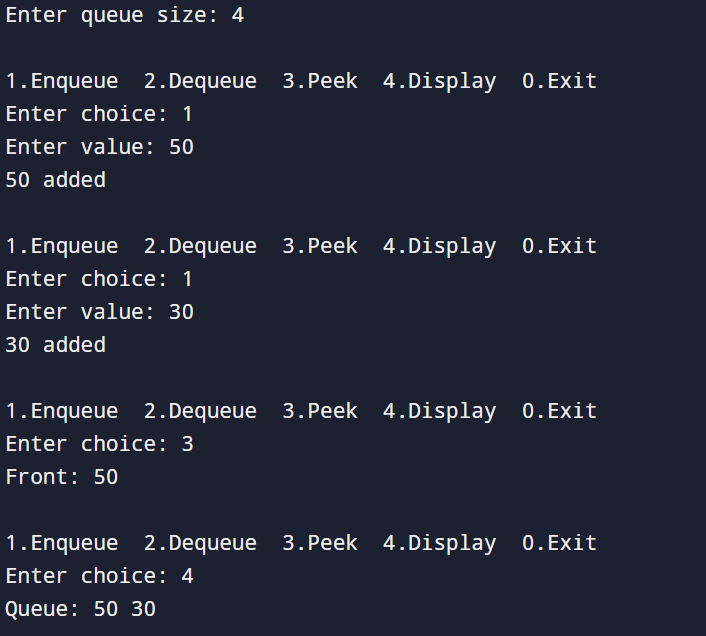 Enter queue size: 4
1.Enqueue  2.Dequeue  3.Peek  4.Display  0.Exit
Enter choice: 1
Enter value: 50
50 added
1.Enqueue  2.Dequeue  3.Peek  4.Display  0.Exit
Enter choice: 1
Enter value: 30
30 added
1.Enqueue  2.Dequeue  3.Peek  4.Display  0.Exit
Enter choice: 3
Front: 50
1.Enqueue  2.Dequeue  3.Peek  4.Display  0.Exit
Enter choice: 4
Queue: 50 30